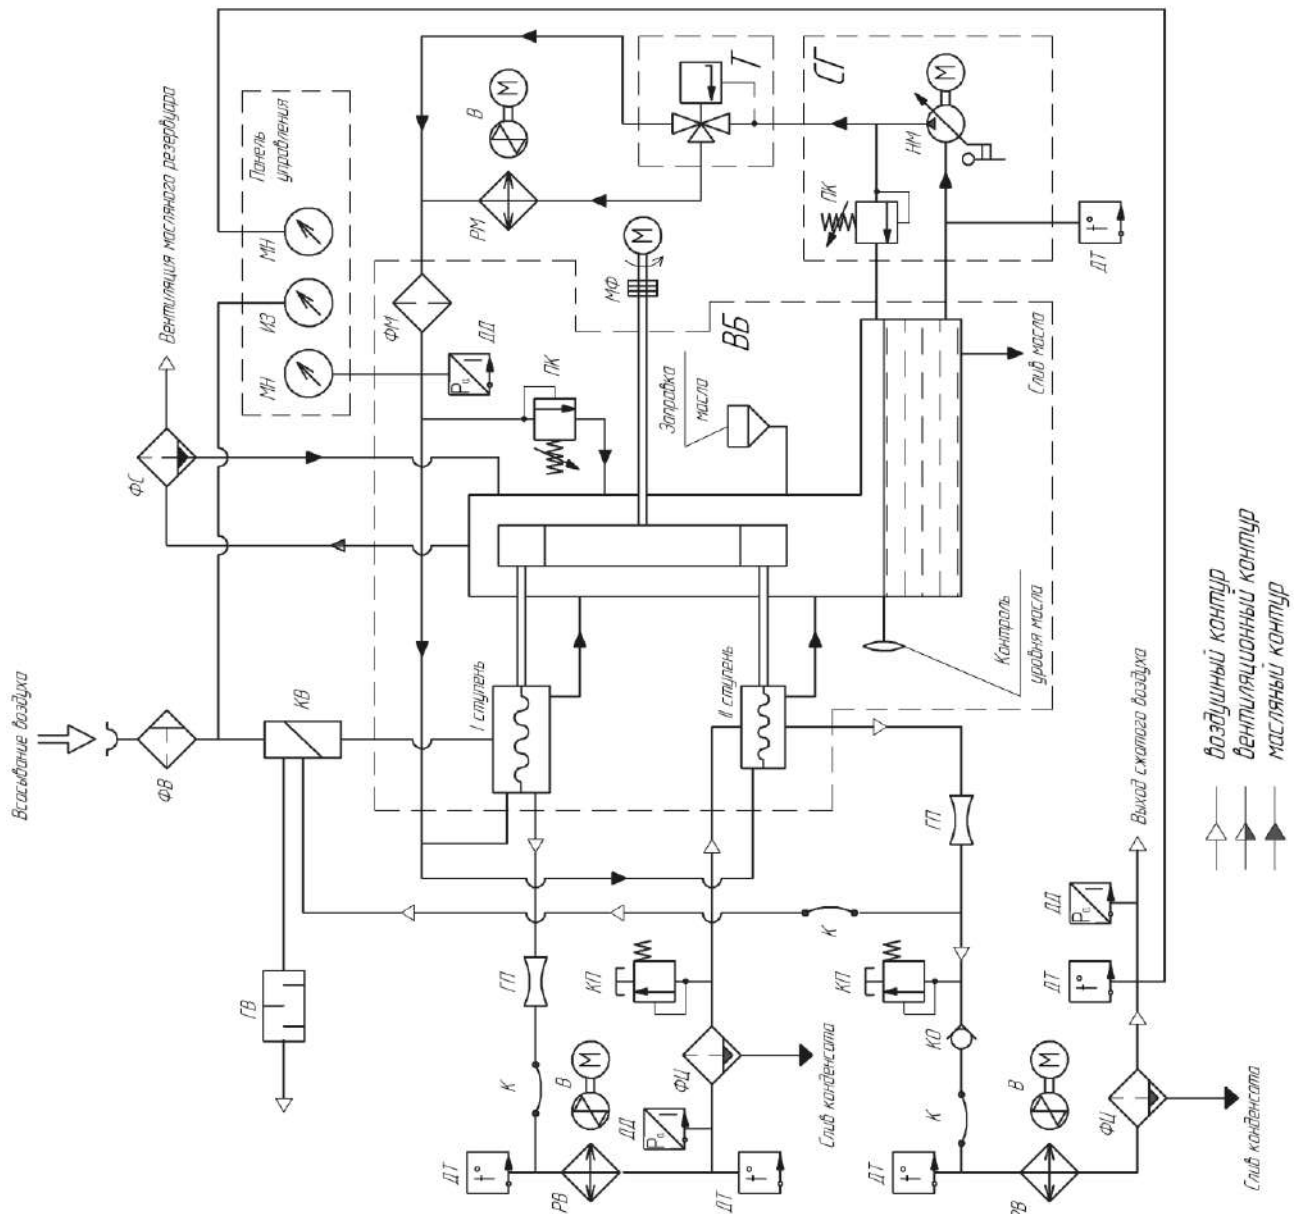 Всасывание воздуха
ФС
ФВ
Вентиляция масляного резервуара
ГВ
МН
ИЗ
МН
Панель
управления
КВ
ФМ
ДТ
t°
I ступень
РМ
В
М
P
ДД
К
ГП
ПК
РВ
В
М
КП
МФ
М
ДД
P
Заправка
масла
ФЦ
ДТ
t°
II ступень
ВБ
Т
Слив конденсата
К
ПК
СГ
КП
ДТ
t°
НМ
М
ГП
КО
К
Контроль
уровня масла
РВ
В
М
Слив масла
ДТ
t°
ДД
P
ДТ
t°
ФЦ
Выход сжатого воздуха
воздушный контур
вентиляционный контур
масляный контур
Слив конденсата